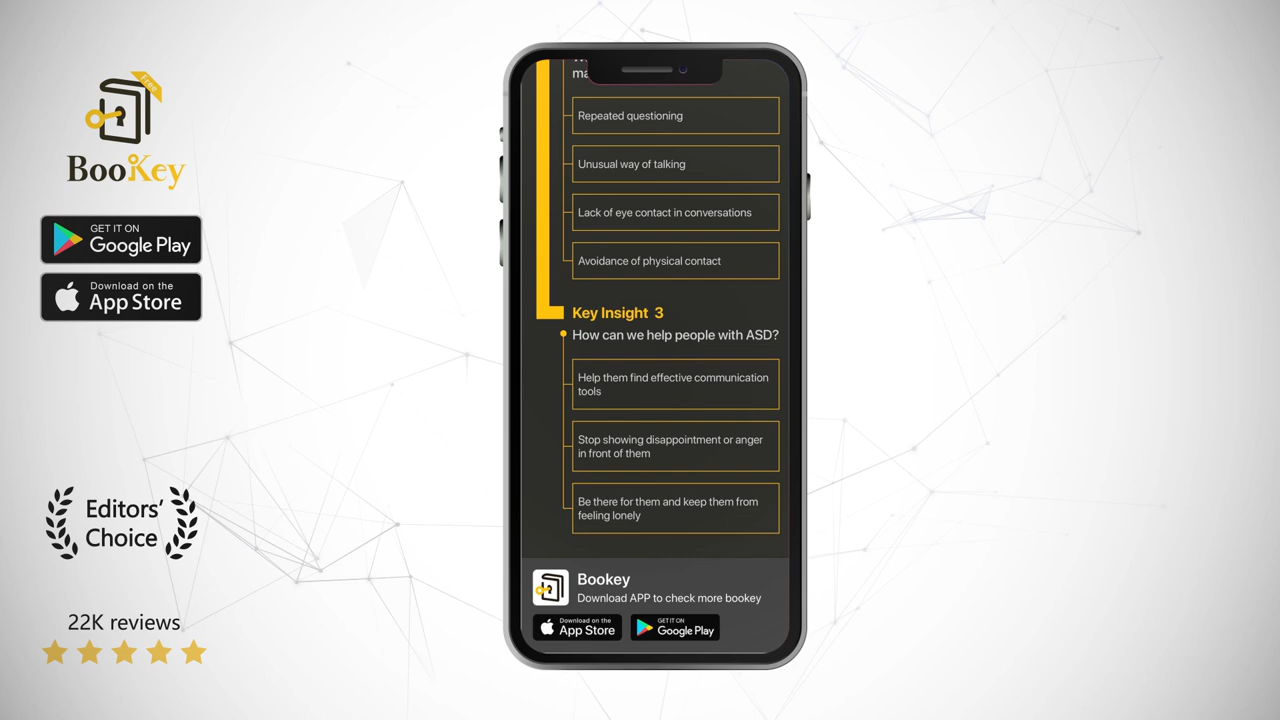 Free
BooKey
GET IT ON
Google Play
Download on the
App Store
Editors'
Choice
22K reviews
Repeated questioning
Unusual way of talking
Lack of eye contact in conversations
Avoidance of physical contact
Key Insight 3
How can we help people with ASD?
Help them find effective communication
tools
Stop showing disappointment or anger
in front of them
Be there for them and keep them from
feeling lonely
Bookey
Download APP to check more bookey
Download on the
App Store
GET IT ON
Google Play